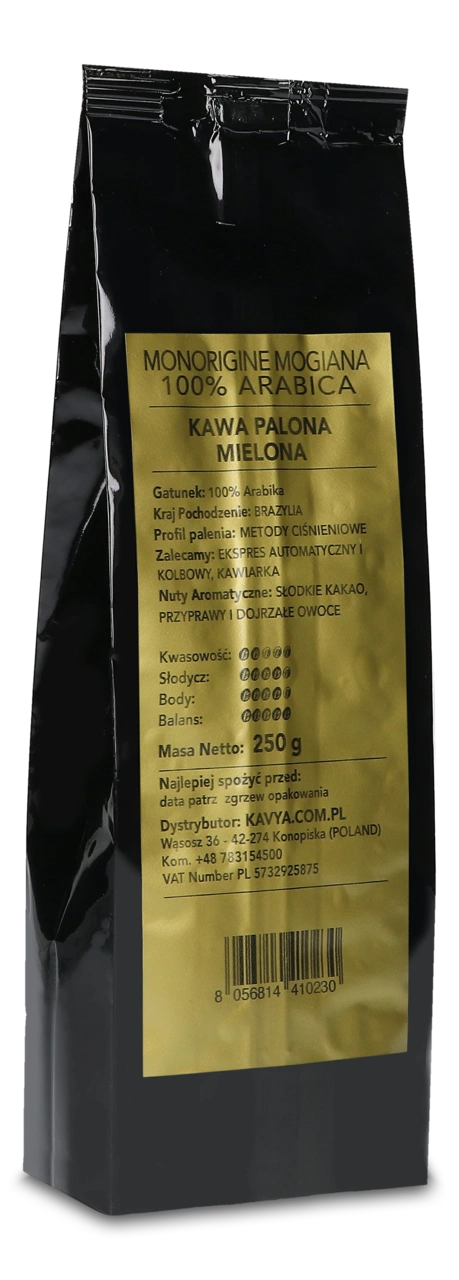 MONORIGINE MOGIANA
100% ARABICA
KAWA PALONA
MIELONA
Gatunek: 100% Arabika
Kraj Pochodzenie: BRAZYLIA
Profil palenia: METODY CIŚNIENIOWE
Zalecamy: EKSPRES AUTOMATYCZNY I
KOLBOWY, KAWIARKA
Nuty Aromatyczne: SŁODKIE KAKAO,
PRZYPRAWY I DOJRZAŁE OWOCE
Kwasowość:
Słodycz:
Body:
Balans:
Masa Netto: 250 g
Najlepiej spożyć przed:
data patrz zgrzew opakowania
Dystrybutor: KAVYA.COM.PL
Wąsosz 36 - 42-274 Konopiska (POLAND)
Kom. +48 783154500
VAT Number PL 5732925875
8 056814 410230